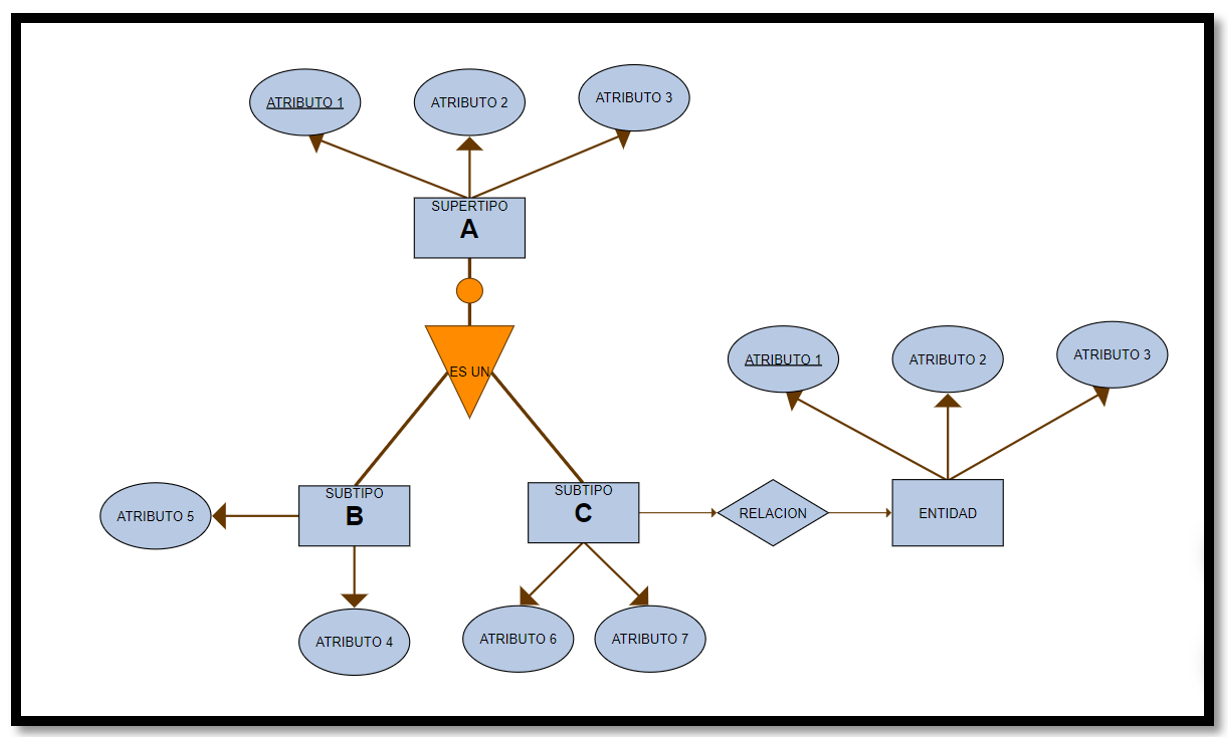 ATRIBUTO 1
ATRIBUTO 2
ATRIBUTO 3
SUPERTIPO
A
ES UN
ATRIBUTO 1
ATRIBUTO 2
ATRIBUTO 3
SUBTIPO
B
ATRIBUTO 5
ATRIBUTO 4
SUBTIPO
C
RELACION
ENTIDAD
ATRIBUTO 6
ATRIBUTO 7